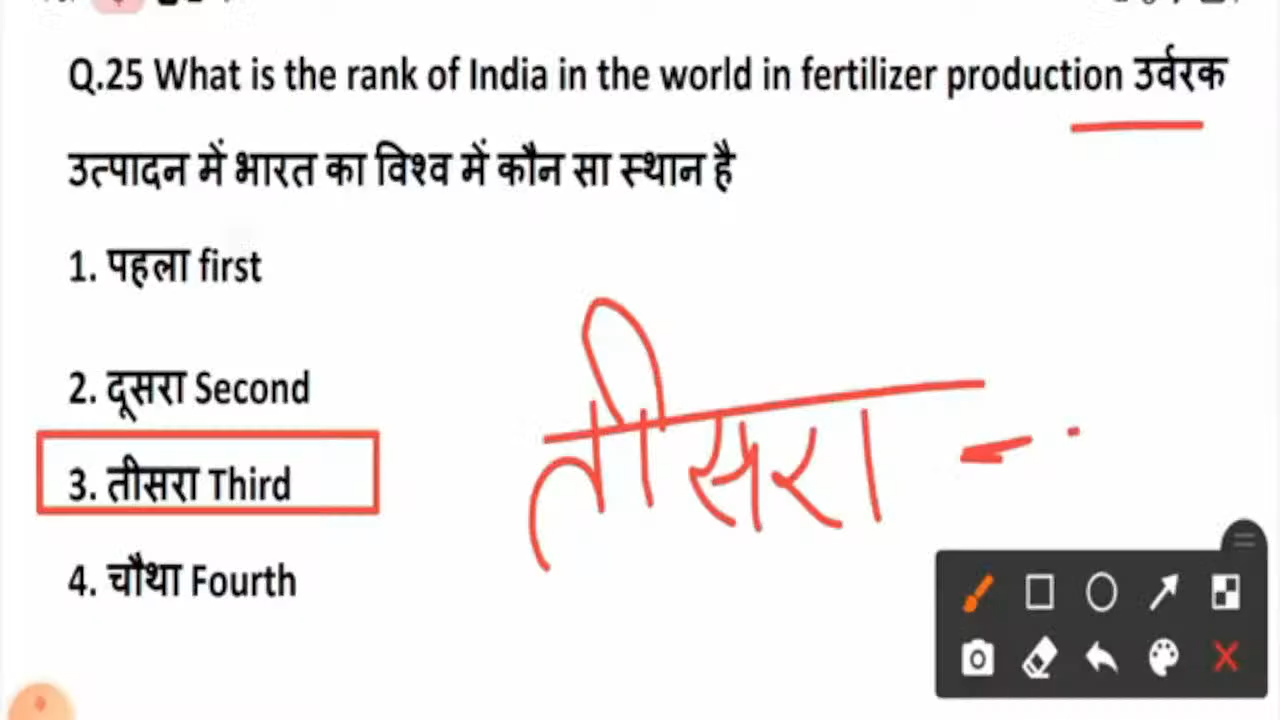 Q.25 What is the rank of India in the world in fertilizer production उर्वरक
उत्पादन में भारत का विश्व में कौन सा स्थान है
1. पहला first
2. दूसरा Second
3. तीसरा Third
तीसरा -
4. चौथा Fourth